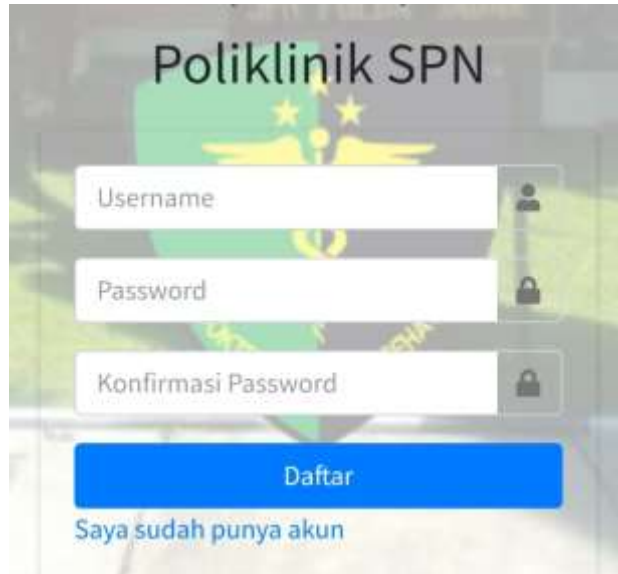 Poliklinik SPN
Username
Password
Konfirmasi Password
Daftar
Saya sudah punya akun